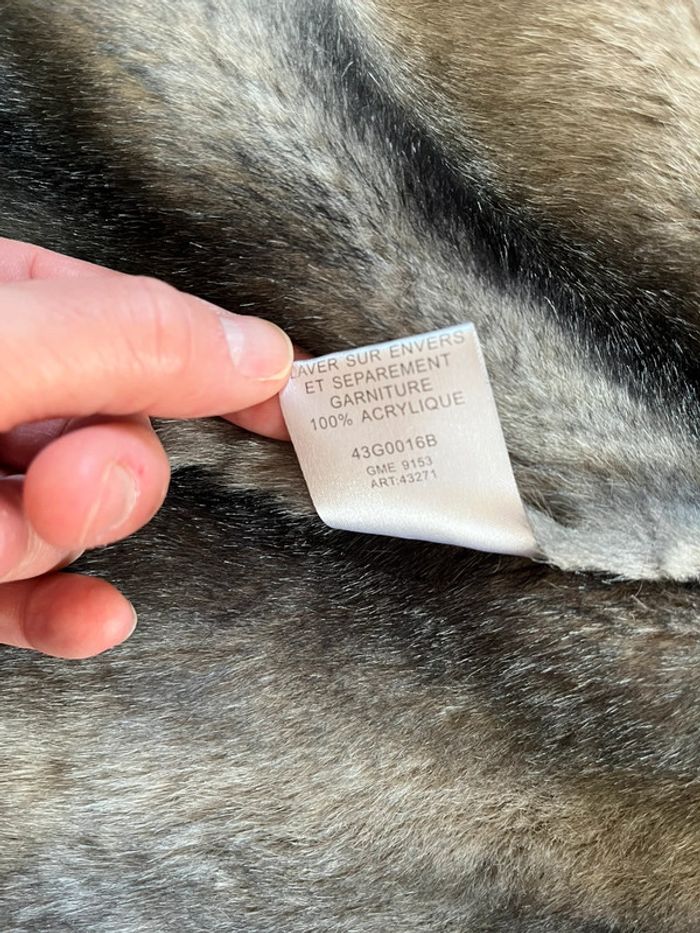 LAVER SUR ENVERS
ET SEPAREMENT
GARNITURE
100% ACRYLIQUE
43G0016B
GME 9153
ART:43271